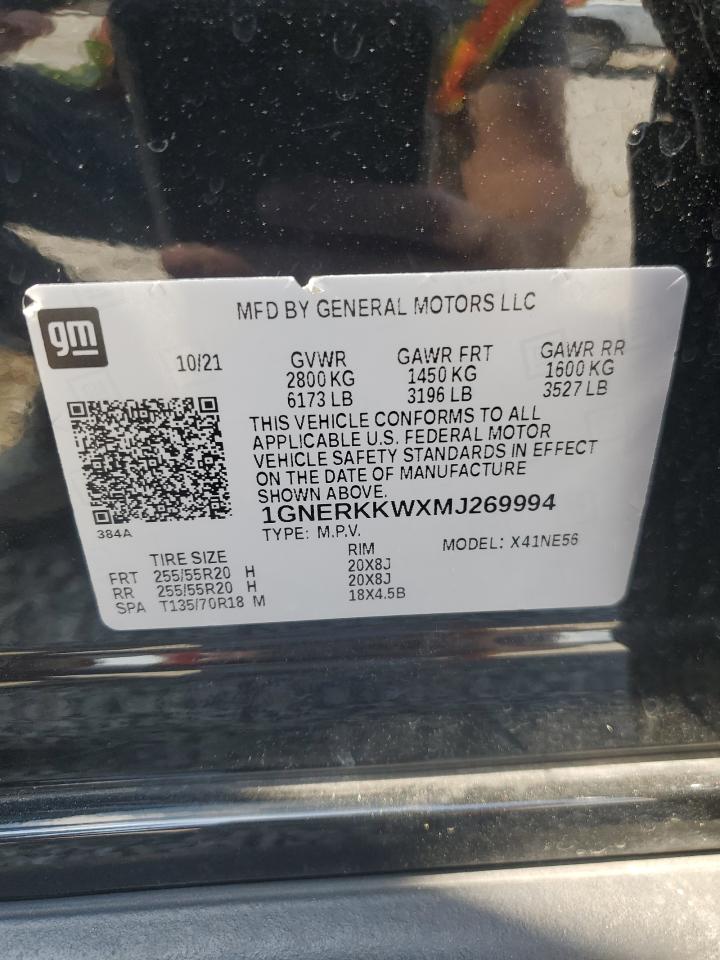 gm
MFD BY GENERAL MOTORS LLC
10/21
GVWR
2800 KG
6173 LB
GAWR FRT
1450 KG
3196 LB
GAWR RR
1600 KG
3527 LB
THIS VEHICLE CONFORMS TO ALL
APPLICABLE U.S. FEDERAL MOTOR
VEHICLE SAFETY STANDARDS IN EFFECT
ON THE DATE OF MANUFACTURE
SHOWN ABOVE.
384A
1GNERKKWXMJ269994
TYPE: M.P.V.
MODEL: X41NE56
TIRE SIZE RIM
FRT 255/55R20 H 20X8J
RR 255/55R20 H 20X8J
SPA T135/70R18 M 18X4.5B